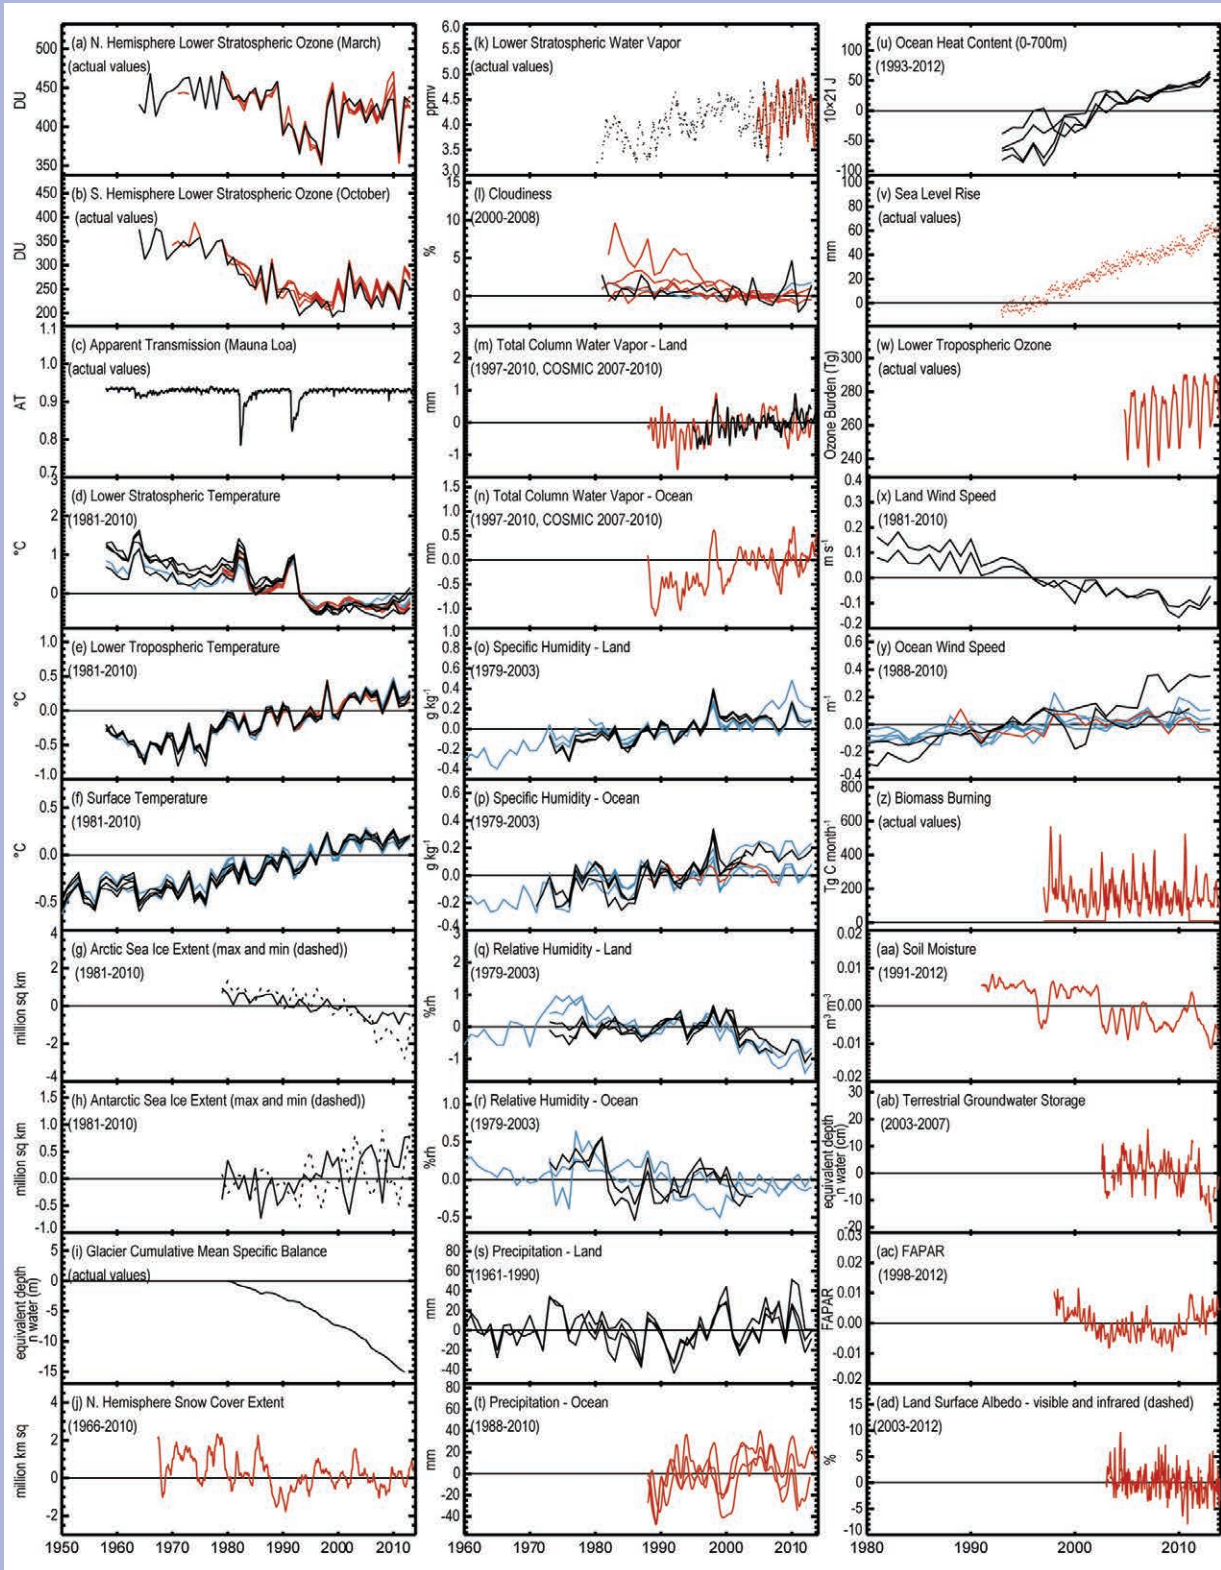 (a) N. Hemisphere Lower Stratospheric Ozone (March)
(actual values)
DU
500
450
400
350
(b) S. Hemisphere Lower Stratospheric Ozone (October)
(actual values)
DU
450
400
350
300
250
200
(c) Apparent Transmission (Mauna Loa)
(actual values)
AT
1.1
1.0
0.9
0.8
0.7
(d) Lower Stratospheric Temperature
(1981-2010)
°C
3
2
1
0
(e) Lower Tropospheric Temperature
(1981-2010)
°C
1.0
0.5
0.0
-0.5
-1.0
(f) Surface Temperature
(1981-2010)
°C
0.5
0.0
-0.5
(g) Arctic Sea Ice Extent (max and min (dashed))
(1981-2010)
million sq km
4
2
0
-2
-4
(h) Antarctic Sea Ice Extent (max and min (dashed))
(1981-2010)
million sq km
1.5
1.0
0.5
0.0
-0.5
-1.0
(i) Glacier Cumulative Mean Specific Balance
(actual values)
equivalent depth
n water (m)
5
0
-5
-10
-15
(j) N. Hemisphere Snow Cover Extent
(1966-2010)
million km sq
4
2
0
-2
1950 1960 1970 1980 1990 2000 2010
(k) Lower Stratospheric Water Vapor
(actual values)
ppmv
6.0
5.5
5.0
4.5
4.0
3.5
3.0
(l) Cloudiness
(2000-2008)
%
15
10
5
0
(m) Total Column Water Vapor - Land
(1997-2010, COSMIC 2007-2010)
mm
3
2
1
0
-1
(n) Total Column Water Vapor - Ocean
(1997-2010, COSMIC 2007-2010)
mm
1.5
1.0
0.5
0.0
-0.5
-1.0
(o) Specific Humidity - Land
(1979-2003)
g kg⁻¹
1.0
0.8
0.6
0.4
0.2
0.0
-0.2
-0.4
(p) Specific Humidity - Ocean
(1979-2003)
g kg⁻¹
0.6
0.4
0.2
0.0
-0.2
-0.4
(q) Relative Humidity - Land
(1979-2003)
%rh
3
2
1
0
-1
(r) Relative Humidity - Ocean
(1979-2003)
%rh
1.0
0.5
0.0
-0.5
(s) Precipitation - Land
(1961-1990)
mm
80
60
40
20
0
-20
-40
(t) Precipitation - Ocean
(1988-2010)
mm
80
60
40
20
0
-20
-40
1960 1970 1980 1990 2000 2010
(u) Ocean Heat Content (0-700m)
(1993-2012)
10×21 J
100
50
0
-50
-100
(v) Sea Level Rise
(actual values)
mm
100
80
60
40
20
0
(w) Lower Tropospheric Ozone
(actual values)
Ozone Burden (Tg)
300
280
260
240
(x) Land Wind Speed
(1981-2010)
m s⁻¹
0.4
0.3
0.2
0.1
0.0
-0.1
-0.2
(y) Ocean Wind Speed
(1988-2010)
m⁻¹
0.6
0.4
0.2
0.0
-0.2
-0.4
(z) Biomass Burning
(actual values)
Tg C month⁻¹
800
600
400
200
0
(aa) Soil Moisture
(1991-2012)
m³ m⁻³
0.02
0.01
0.00
-0.01
-0.02
(ab) Terrestrial Groundwater Storage
(2003-2007)
equivalent depth
n water (cm)
30
20
10
0
-10
-20
(ac) FAPAR
(1998-2012)
FAPAR
0.03
0.02
0.01
0.00
-0.01
-0.02
(ad) Land Surface Albedo - visible and infrared (dashed)
(2003-2012)
%
15
10
5
0
-5
-10
1980 1990 2000 2010